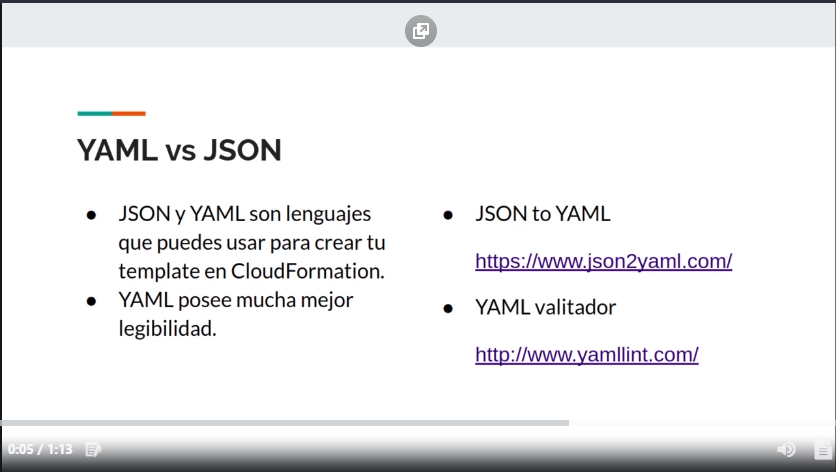 YAML vs JSON
● JSON y YAML son lenguajes
que puedes usar para crear tu
template en CloudFormation.
● YAML posee mucha mejor
legibilidad.
● JSON to YAML
https://www.json2yaml.com/
● YAML valitador
http://www.yamllint.com/
0:05 / 1:13